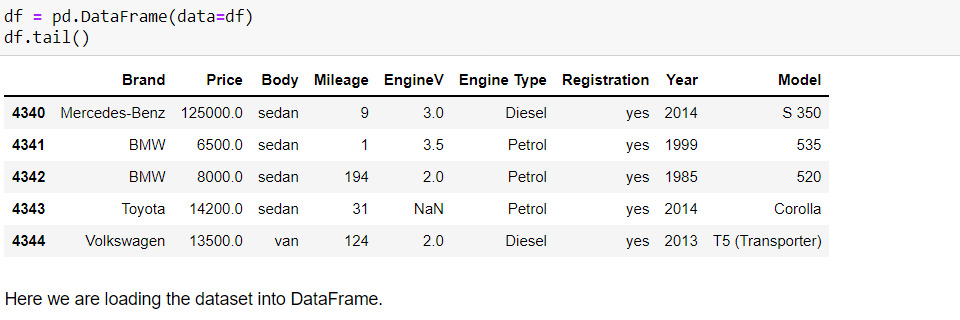 df = pd.DataFrame(data=df)
df.tail()
Brand Price Body Mileage EngineV Engine Type Registration Year Model
4340 Mercedes-Benz 125000.0 sedan 9 3.0 Diesel yes 2014 S 350
4341 BMW 6500.0 sedan 1 3.5 Petrol yes 1999 535
4342 BMW 8000.0 sedan 194 2.0 Petrol yes 1985 520
4343 Toyota 14200.0 sedan 31 NaN Petrol yes 2014 Corolla
4344 Volkswagen 13500.0 van 124 2.0 Diesel yes 2013 T5 (Transporter)
Here we are loading the dataset into DataFrame.